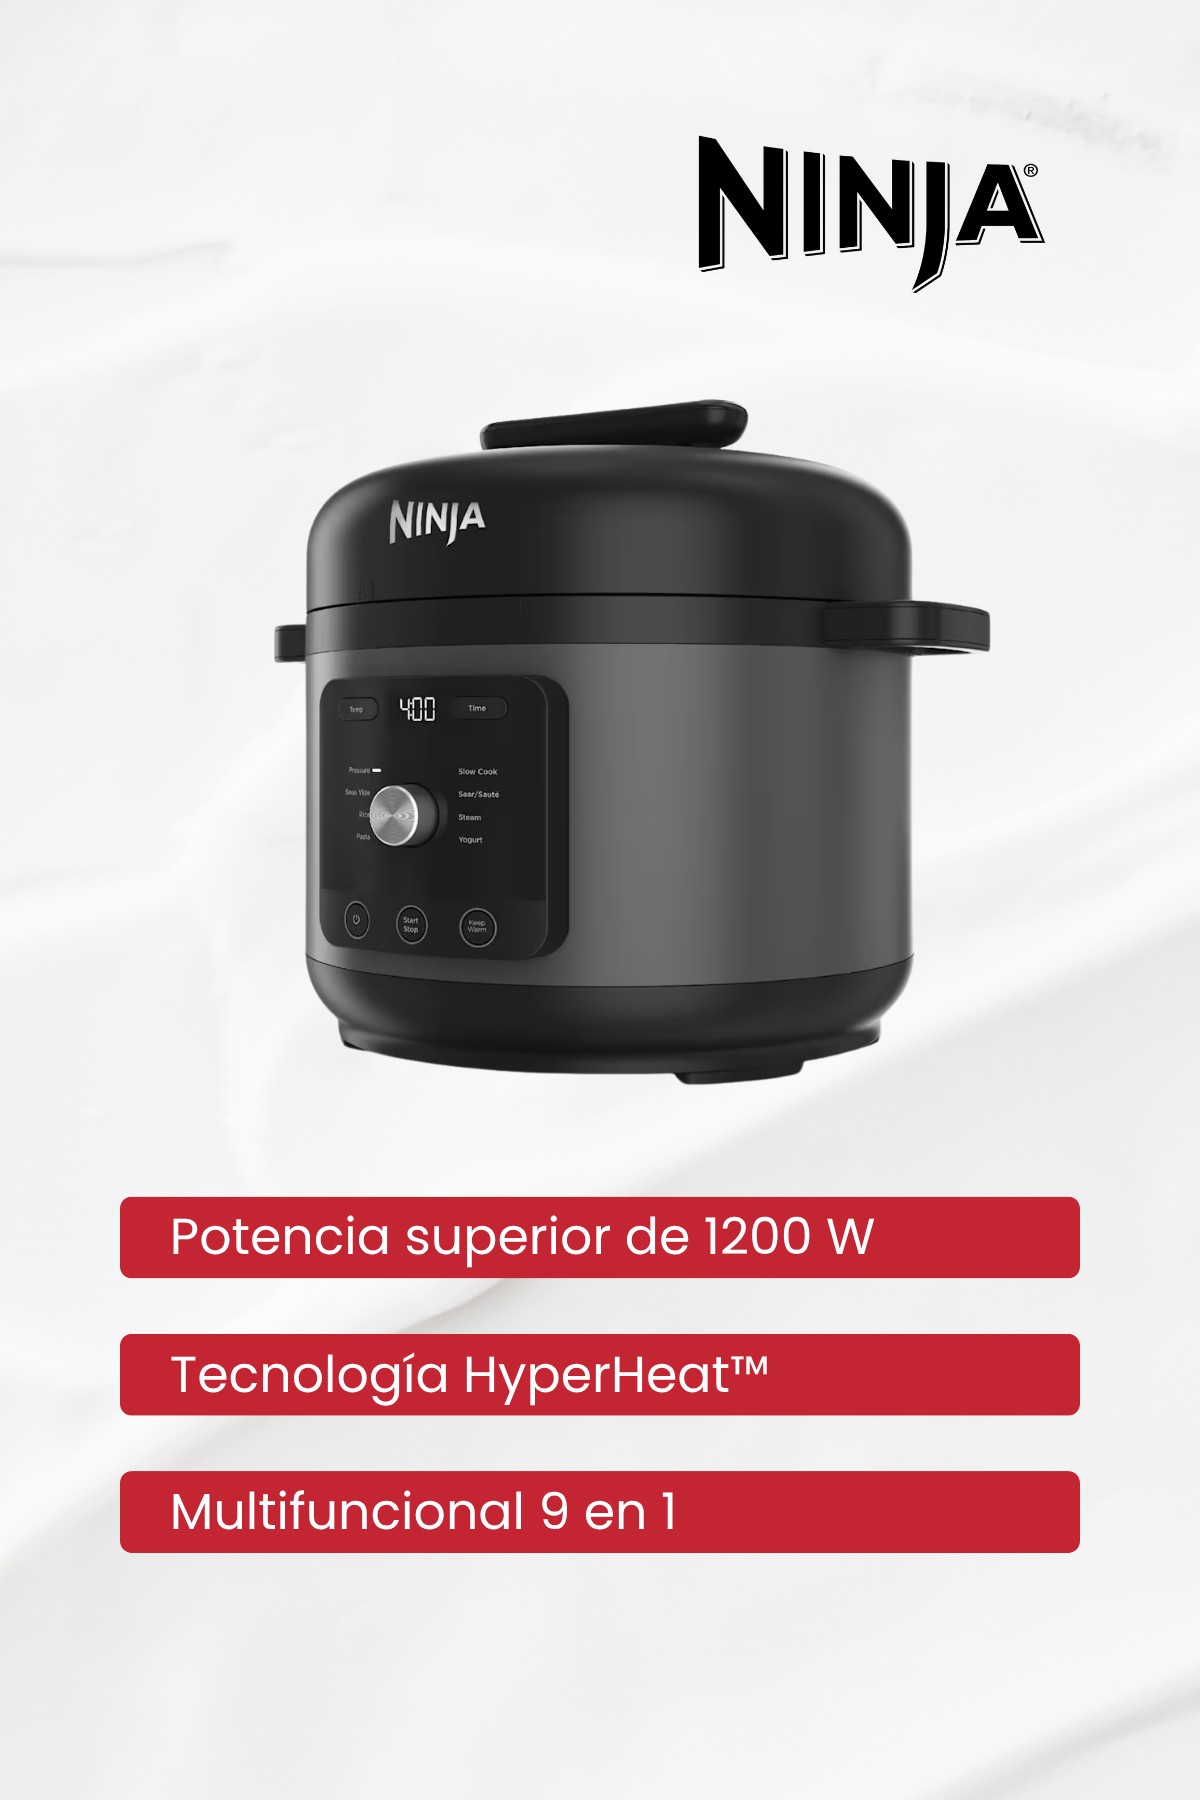 NINJA®
NINJA
Temp 4:00 Time
Pressure
Slow Cook
Sous Vide
Sear/Sauté
Rice
Steam
Pasta
Yogurt
Start
Stop
Keep
Warm
Potencia superior de 1200 W
Tecnología HyperHeat™
Multifuncional 9 en 1